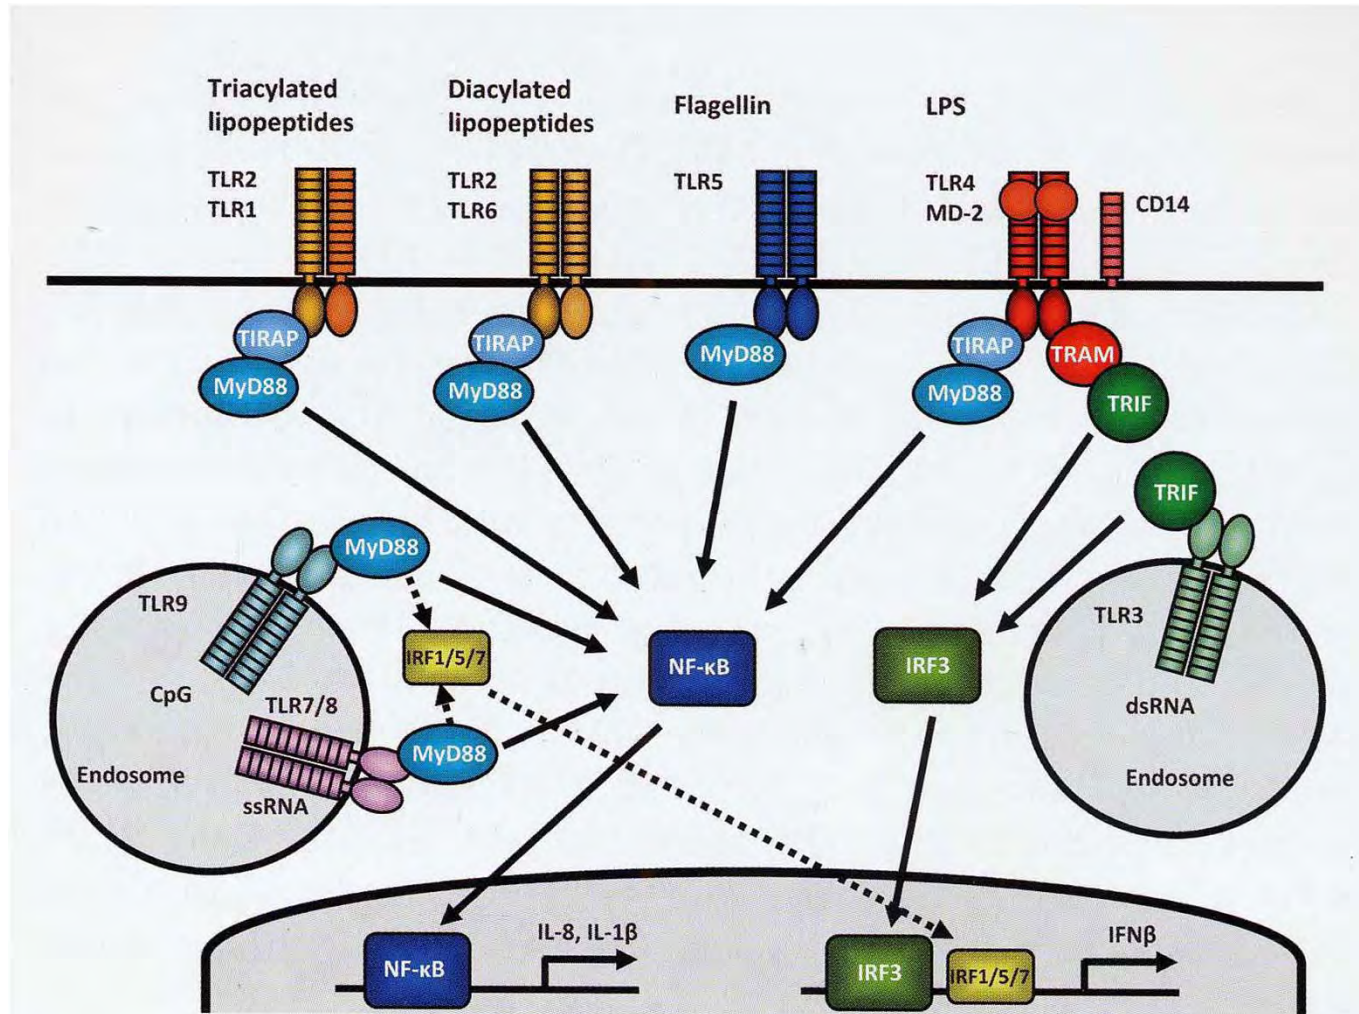 Triacylated
lipopeptides
Diacylated
lipopeptides
Flagellin
LPS
TLR2
TLR1
TLR2
TLR6
TLR5
TLR4
MD-2
CD14
TIRAP
MyD88
TIRAP
MyD88
MyD88
TIRAP
MyD88
TRAM
TRIF
TRIF
MyD88
TLR9
CpG
IRF1/5/7
TLR7/8
MyD88
Endosome
ssRNA
NF-κB
IRF3
TLR3
dsRNA
Endosome
NF-κB
IL-8, IL-1β
IRF3
IRF1/5/7
IFNβ